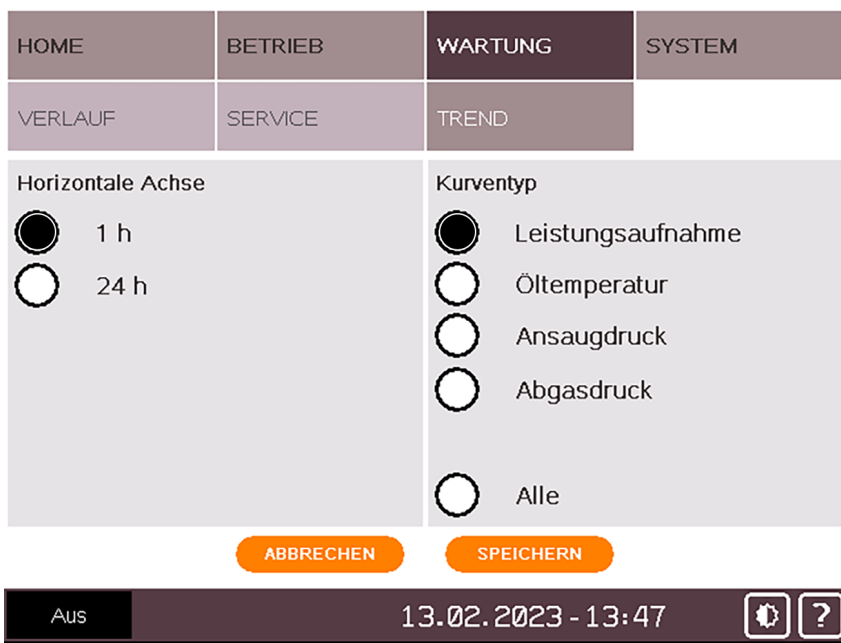 HOME BETRIEB WARTUNG SYSTEM
VERLAUF SERVICE TREND
Horizontale Achse
1 h
24 h
Kurventyp
Leistungsaufnahme
Öltemperatur
Ansaugdruck
Abgasdruck
Alle
ABBRECHEN SPEICHERN
Aus 13.02.2023-13:47 ?